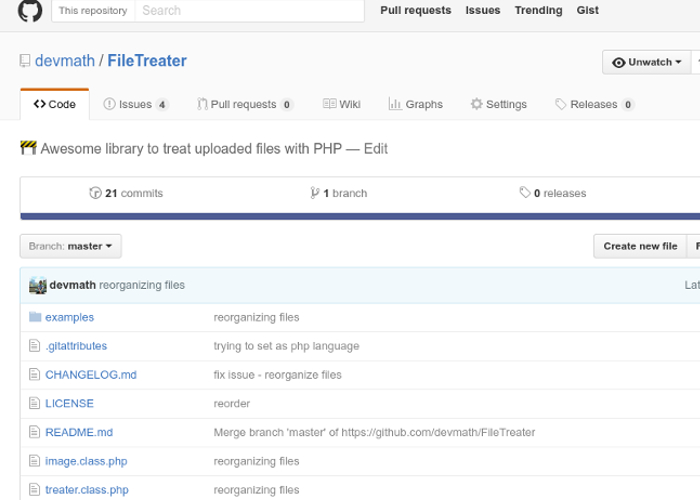 This repository Search Pull requests Issues Trending Gist
devmath / FileTreater Unwatch
Code Issues 4 Pull requests 0 Wiki Graphs Settings Releases 0
🚧 Awesome library to treat uploaded files with PHP — Edit
21 commits 1 branch 0 releases
Branch: master Create new file F
devmath reorganizing files Lat
examples reorganizing files
.gitattributes trying to set as php language
CHANGELOG.md fix issue - reorganize files
LICENSE reorder
README.md Merge branch 'master' of https://github.com/devmath/FileTreater
image.class.php reorganizing files
treater.class.php reorganizing files